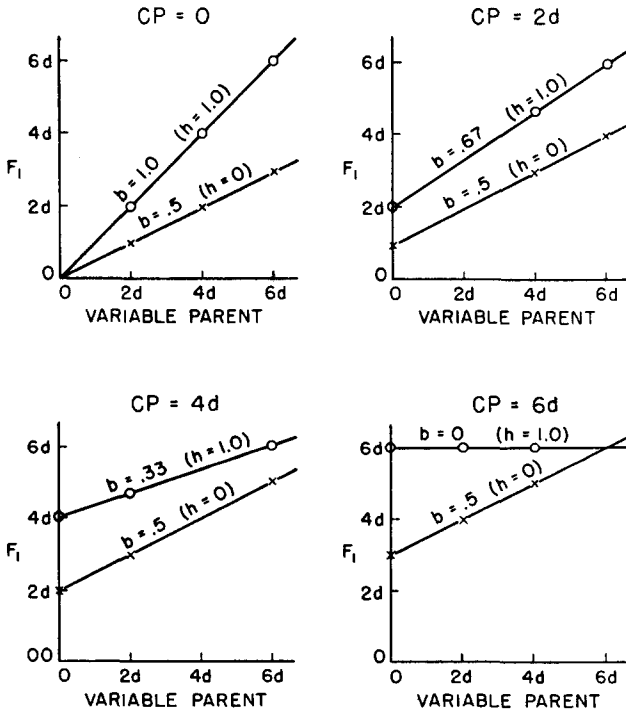 CP = 0
6d
4d
2d
0
F1
b = 1.0 (h = 1.0)
b = .5 (h = 0)
0 2d 4d 6d
VARIABLE PARENT
CP = 2d
6d
4d
2d
0
F1
b = .67 (h = 1.0)
b = .5 (h = 0)
0 2d 4d 6d
VARIABLE PARENT
CP = 4d
6d
4d
2d
00
F1
b = .33 (h = 1.0)
b = .5 (h = 0)
0 2d 4d 6d
VARIABLE PARENT
CP = 6d
6d
4d
2d
0
F1
b = 0 (h = 1.0)
b = .5 (h = 0)
0 2d 4d 6d
VARIABLE PARENT